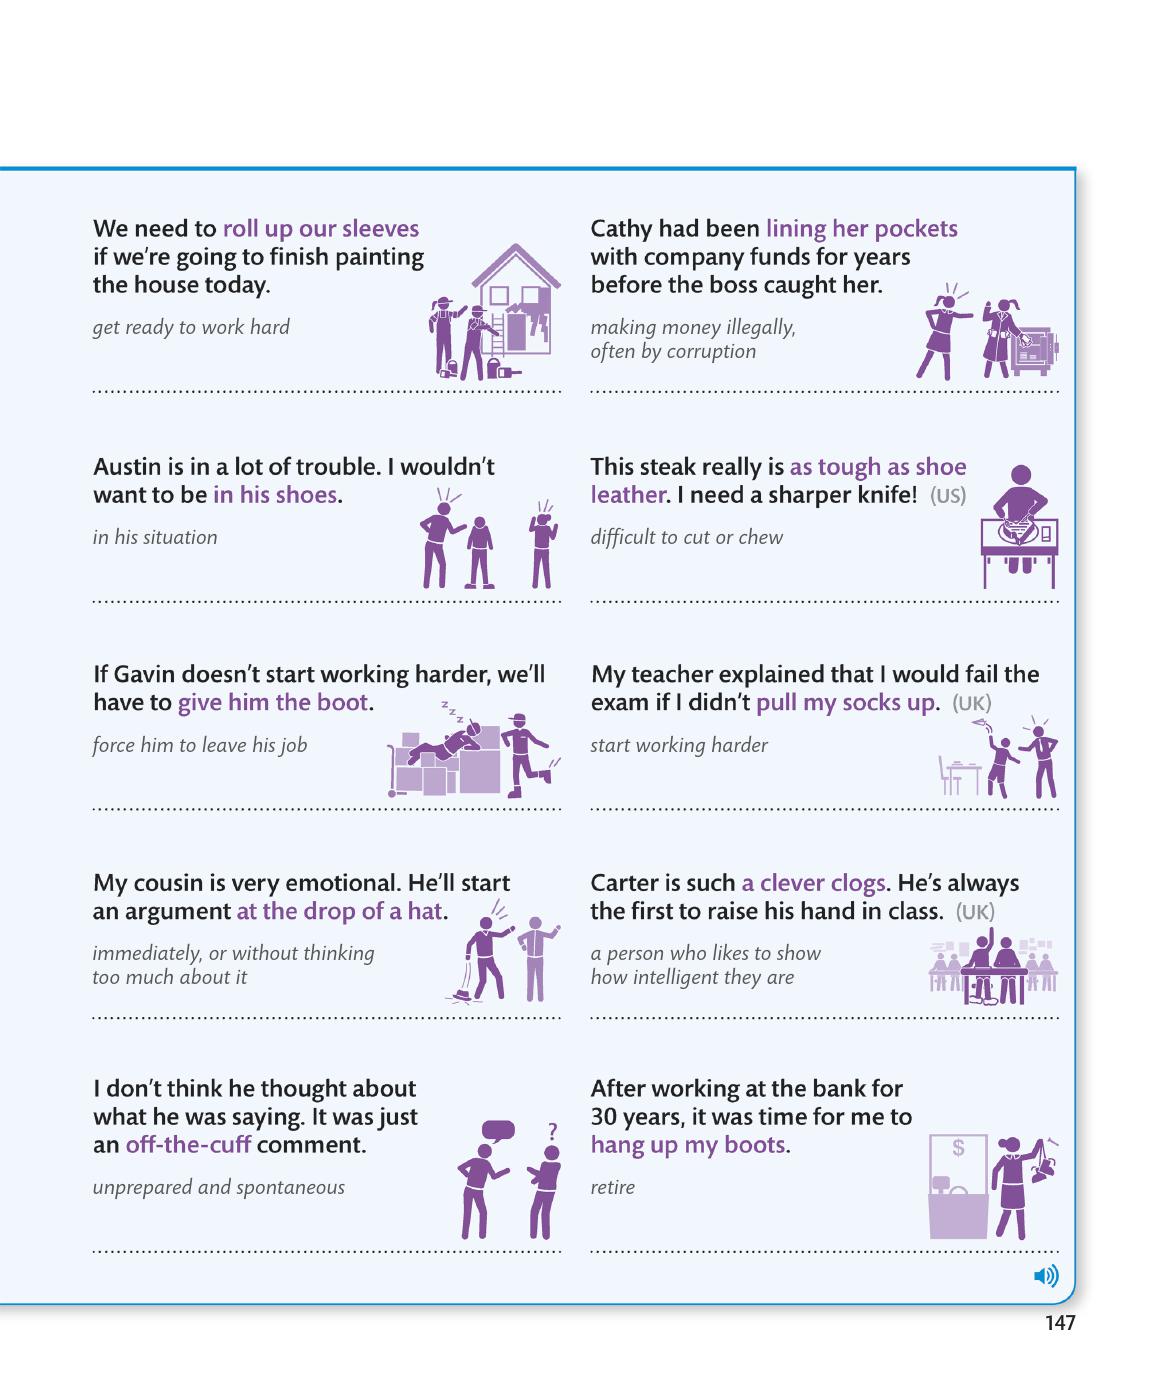 We need to roll up our sleeves
if we’re going to finish painting
the house today.
get ready to work hard
Cathy had been lining her pockets
with company funds for years
before the boss caught her.
making money illegally,
often by corruption
Austin is in a lot of trouble. I wouldn’t
want to be in his shoes.
in his situation
This steak really is as tough as shoe
leather. I need a sharper knife! (US)
difficult to cut or chew
If Gavin doesn’t start working harder, we’ll
have to give him the boot.
z z z z
force him to leave his job
My teacher explained that I would fail the
exam if I didn’t pull my socks up. (UK)
start working harder
My cousin is very emotional. He’ll start
an argument at the drop of a hat.
immediately, or without thinking
too much about it
Carter is such a clever clogs. He’s always
the first to raise his hand in class. (UK)
a person who likes to show
how intelligent they are
I don’t think he thought about
what he was saying. It was just
an off-the-cuff comment.
?
unprepared and spontaneous
After working at the bank for
30 years, it was time for me to
hang up my boots.
$
retire
147